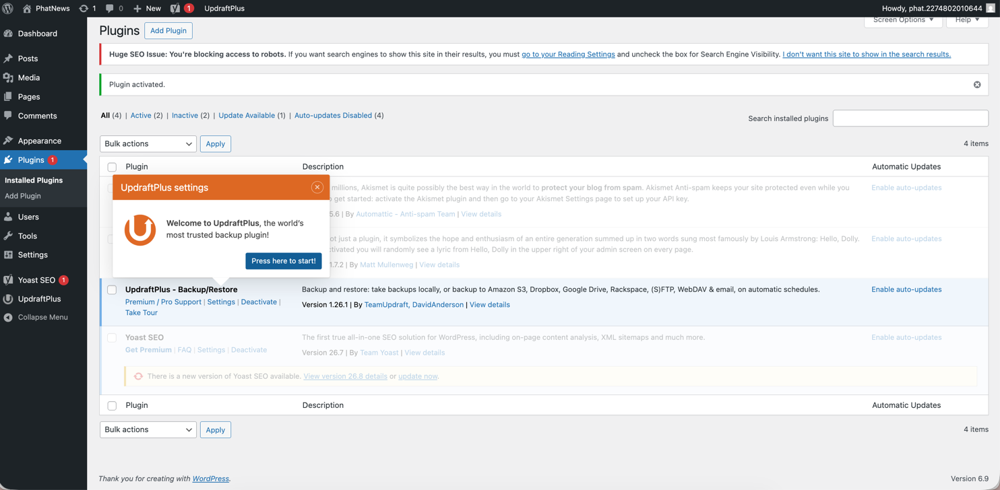 PhatNews 1 0 New 1 UpdraftPlus Howdy, phat.2274802010644
Dashboard
Posts
Media
Pages
Comments
Appearance
Plugins 1
Installed Plugins
Add Plugin
Users
Tools
Settings
Yoast SEO 1
UpdraftPlus
Collapse Menu
Screen Options Help
Plugins Add Plugin
Huge SEO Issue: You're blocking access to robots. If you want search engines to show this site in their results, you must go to your Reading Settings and uncheck the box for Search Engine Visibility. I don't want this site to show in the search results.
Plugin activated.
All (4) | Active (2) | Inactive (2) | Update Available (1) | Auto-updates Disabled (4)
Search installed plugins
Bulk actions Apply 4 items
Plugin Description Automatic Updates
UpdraftPlus settings
Welcome to UpdraftPlus, the world's
most trusted backup plugin!
Press here to start!
millions, Akismet is quite possibly the best way in the world to protect your blog from spam. Akismet Anti-spam keeps your site protected even while you Enable auto-updates
get started: activate the Akismet plugin and then go to your Akismet Settings page to set up your API key.
5.6 | By Automattic - Anti-spam Team | View details
ot just a plugin, it symbolizes the hope and enthusiasm of an entire generation summed up in two words sung most famously by Louis Armstrong: Hello, Dolly. Enable auto-updates
ctivated you will randomly see a lyric from Hello, Dolly in the upper right of your admin screen on every page.
1.7.2 | By Matt Mullenweg | View details
UpdraftPlus - Backup/Restore Backup and restore: take backups locally, or backup to Amazon S3, Dropbox, Google Drive, Rackspace, (S)FTP, WebDAV & email, on automatic schedules. Enable auto-updates
Premium / Pro Support | Settings | Deactivate | Version 1.26.1 | By TeamUpdraft, DavidAnderson | View details
Take Tour
Yoast SEO The first true all-in-one SEO solution for WordPress, including on-page content analysis, XML sitemaps and much more. Enable auto-updates
Get Premium | FAQ | Settings | Deactivate Version 26.7 | By Team Yoast | View details
There is a new version of Yoast SEO available. View version 26.8 details or update now.
Plugin Description Automatic Updates
Bulk actions Apply 4 items
Thank you for creating with WordPress. Version 6.9